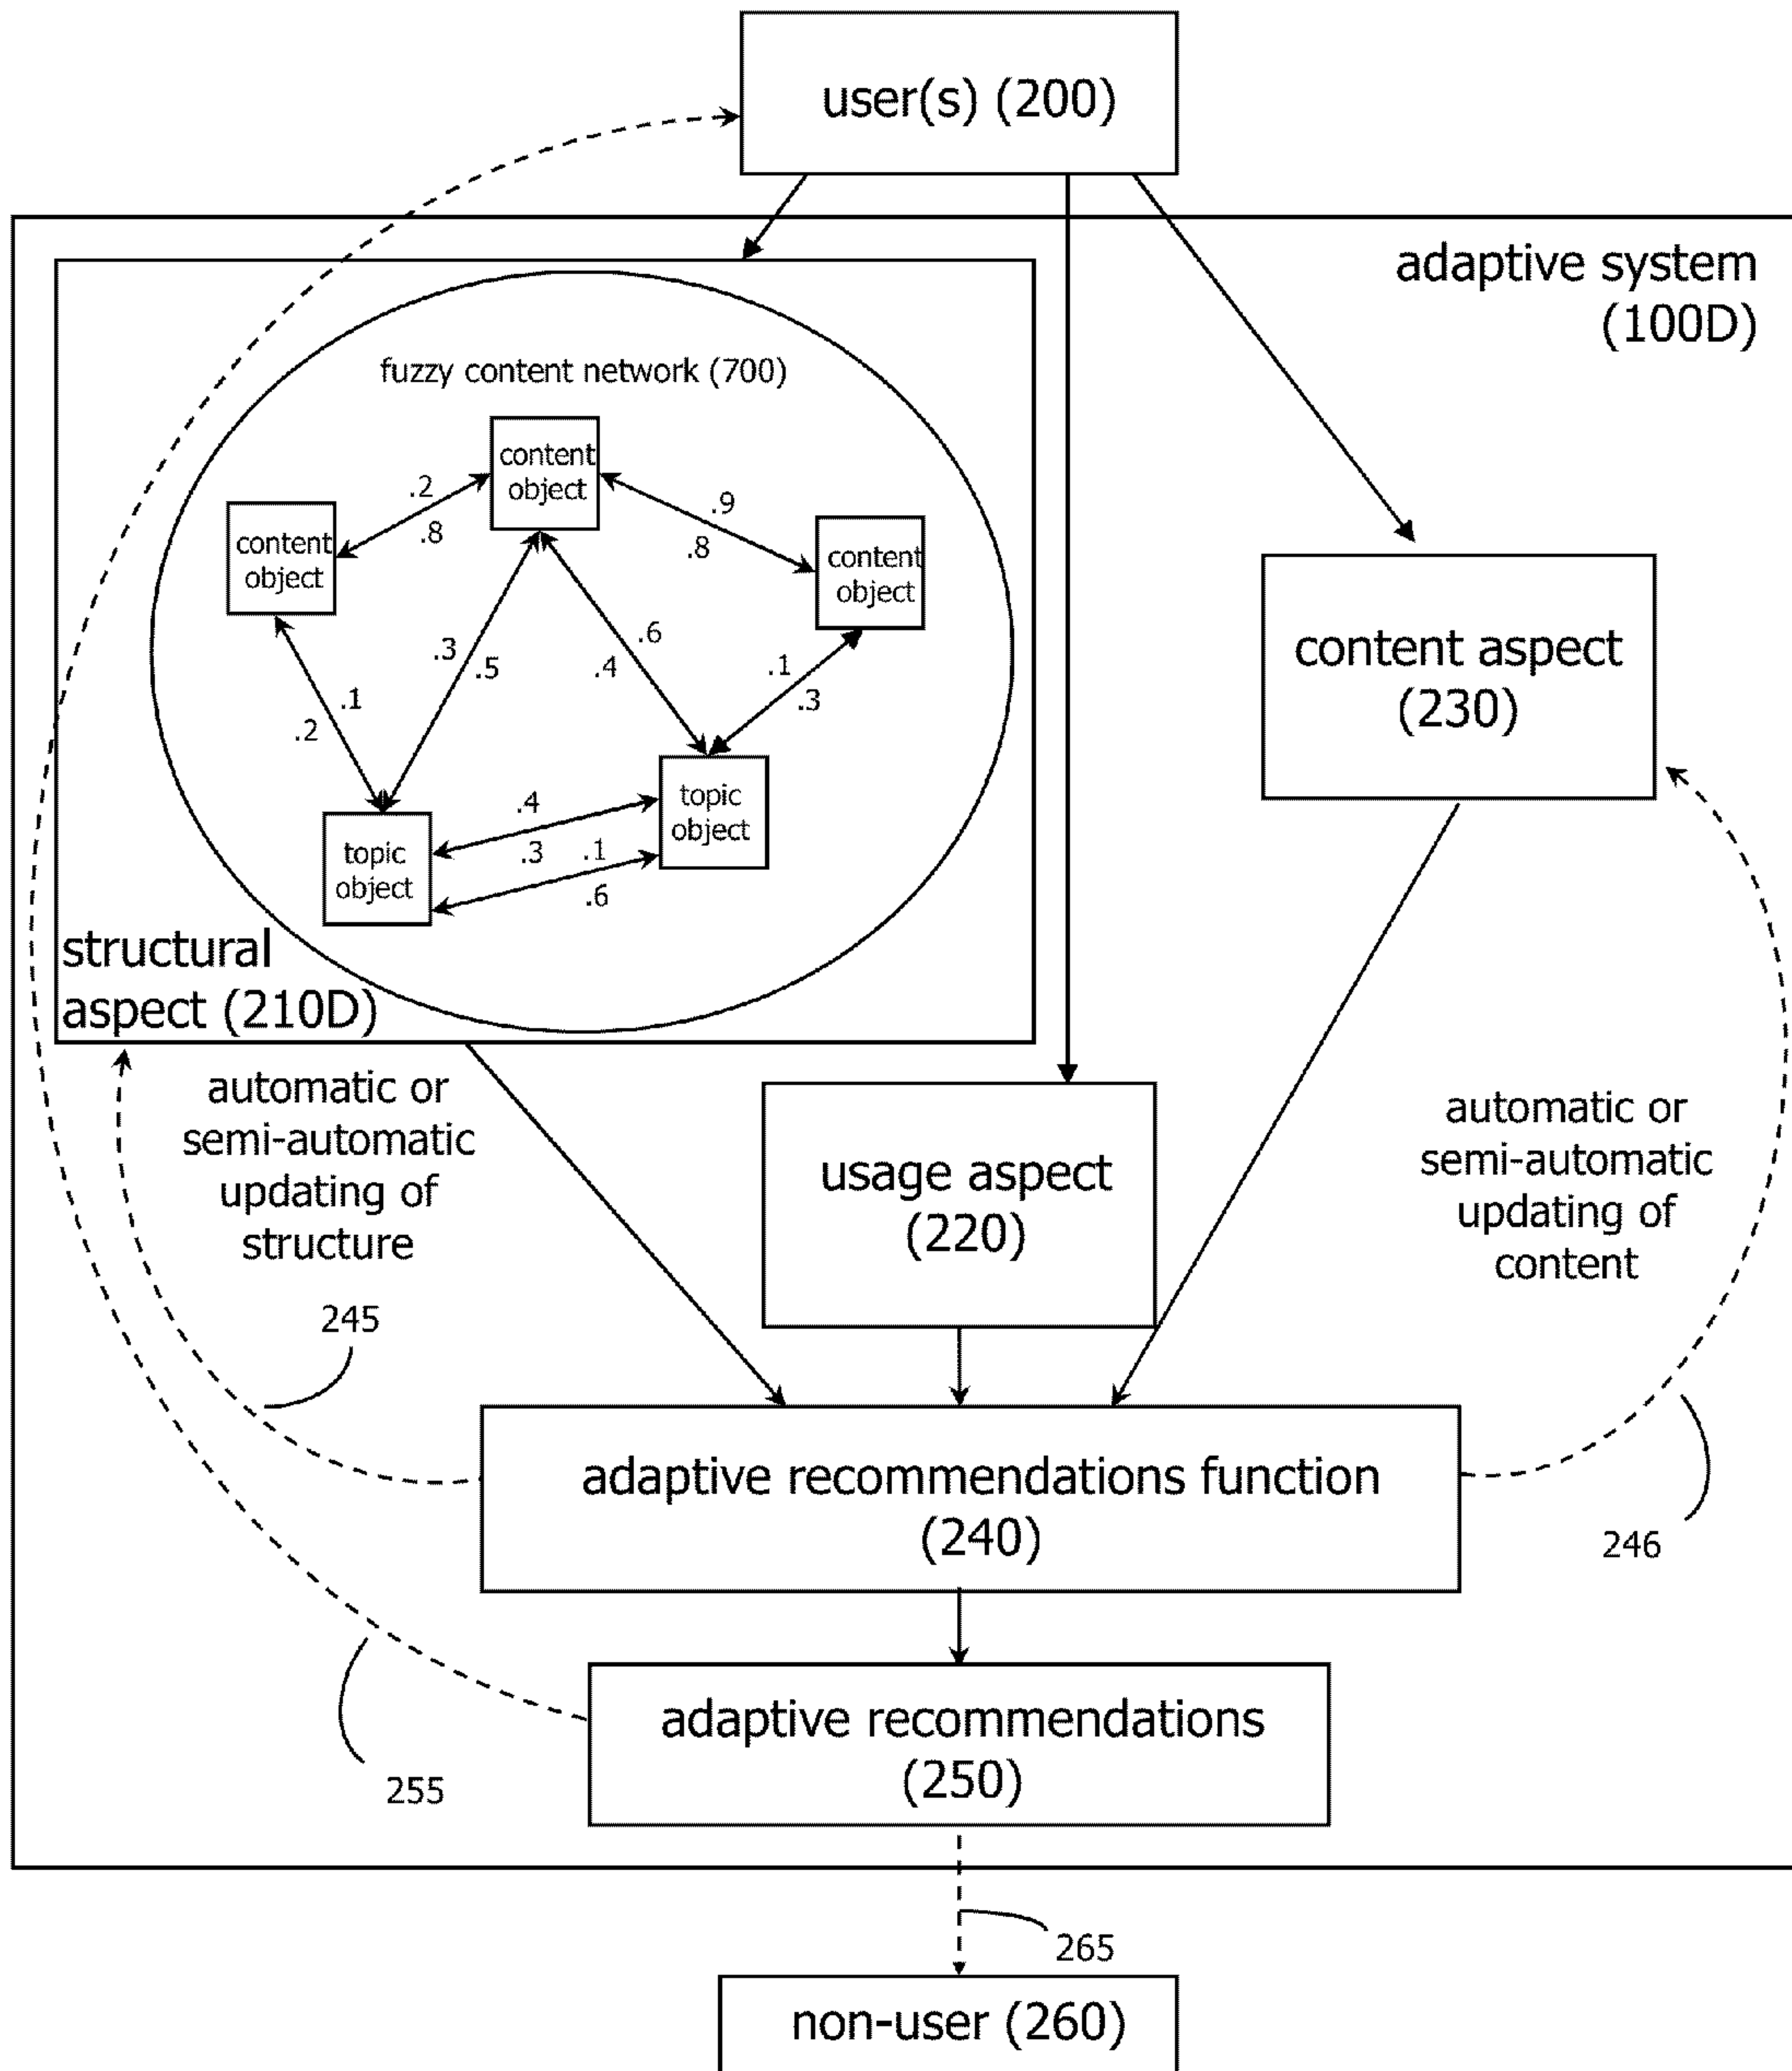 user(s) (200)
adaptive system
(100D)
fuzzy content network (700)
content
object
.2
.8
.9
.8
content
object
content
object
.3
.5
.6
.4
.1
.3
.1
.2
content aspect
(230)
topic
object
.4
.3
.1
.6
topic
object
structural
aspect (210D)
automatic or
semi-automatic
updating of
structure
usage aspect
(220)
automatic or
semi-automatic
updating of
content
245
adaptive recommendations function
(240)
246
adaptive recommendations
(250)
255
265
non-user (260)